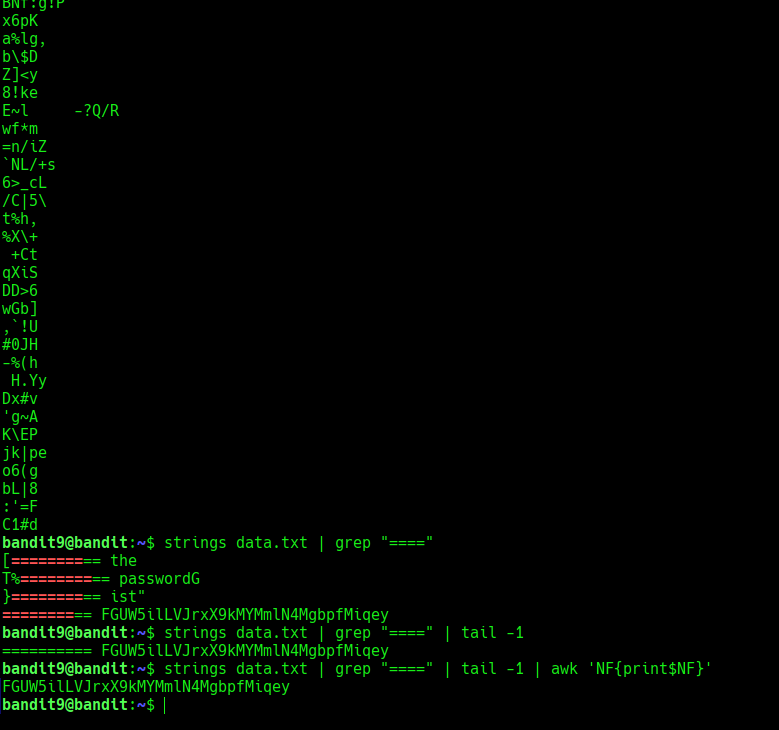 BNf:g!P
x6pK
a%lg,
b\$D
Z]<y
8!ke
E~l     -?Q/R
wf*m
=n/iZ
`NL/+s
6>_cL
/C|5\
t%h,
%X\+
 +Ct
qXiS
DD>6
wGb]
,`!U
#0JH
-%(h
 H.Yy
Dx#v
'g~A
K\EP
jk|pe
o6(g
bL|8
:'=F
C1#d
bandit9@bandit:~$ strings data.txt | grep "===="
[========== the
T%========== passwordG
}========== ist"
========== FGUW5ilLVJrxX9kMYMmlN4MgbpfMiqey
bandit9@bandit:~$ strings data.txt | grep "====" | tail -1
========== FGUW5ilLVJrxX9kMYMmlN4MgbpfMiqey
bandit9@bandit:~$ strings data.txt | grep "====" | tail -1 | awk 'NF{print$NF}'
FGUW5ilLVJrxX9kMYMmlN4MgbpfMiqey
bandit9@bandit:~$